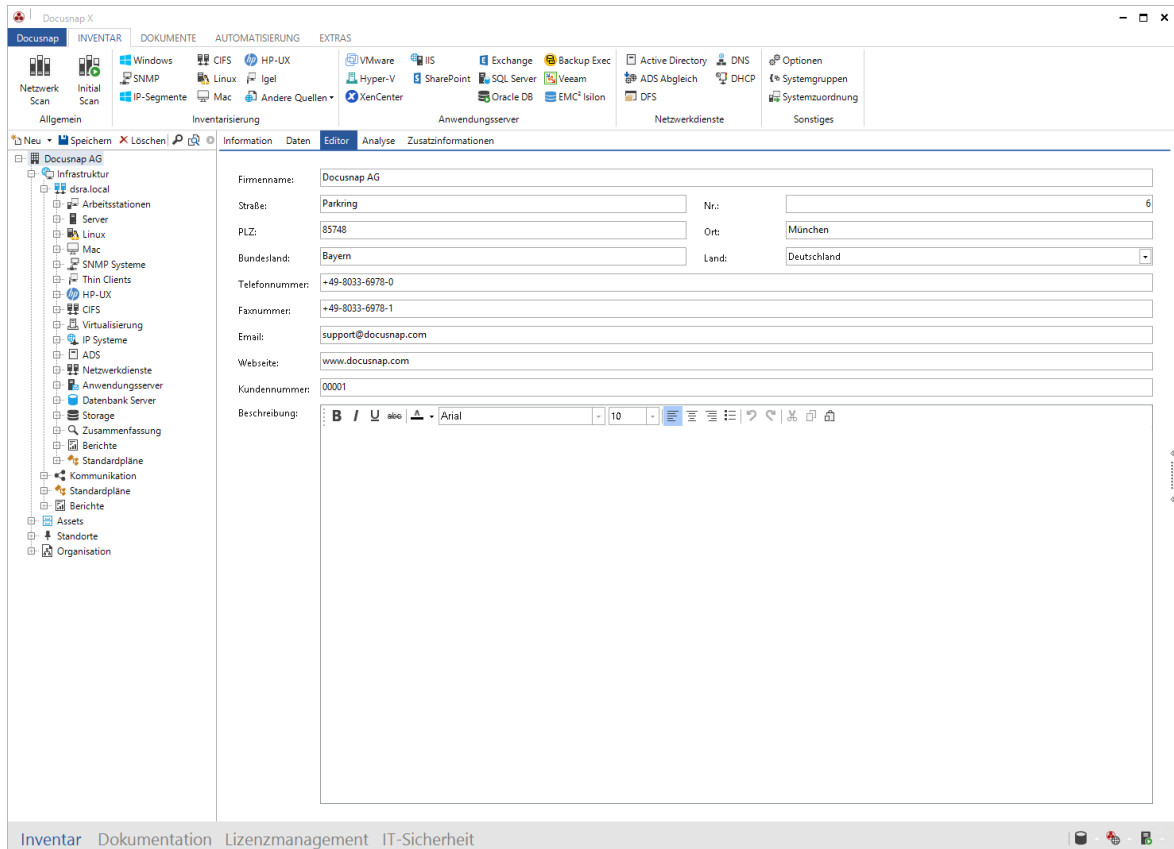 Docusnap X
Docusnap INVENTAR DOKUMENTE AUTOMATISIERUNG EXTRAS
Windows CIFS HP-UX VMware IIS Exchange Backup Exec Active Directory DNS Optionen
SNMP Linux Igel Hyper-V SharePoint SQL Server Veeam ADS Abgleich DHCP Systemgruppen
Netzwerk Scan Initial Scan
IP-Segmente Mac Andere Quellen XenCenter Oracle DB EMC² Isilon DFS Systemzuordnung
Allgemein Inventarisierung Anwendungsserver Netzwerkdienste Sonstiges
Neu Speichern Löschen Information Daten Editor Analyse Zusatzinformationen
Docusnap AG
Infrastruktur
dsra.local
Arbeitsstationen
Server
Linux
Mac
SNMP Systeme
Thin Clients
HP-UX
CIFS
Virtualisierung
IP Systeme
ADS
Netzwerkdienste
Anwendungsserver
Datenbank Server
Storage
Zusammenfassung
Berichte
Standardpläne
Kommunikation
Standardpläne
Berichte
Assets
Standorte
Organisation
Firmenname: Docusnap AG
Straße: Parkring Nr.: 6
PLZ: 85748 Ort: München
Bundesland: Bayern Land: Deutschland
Telefonnummer: +49-8033-6978-0
Faxnummer: +49-8033-6978-1
Email: support@docusnap.com
Webseite: www.docusnap.com
Kundennummer: 00001
Beschreibung: B I U abc A Arial 10
Inventar Dokumentation Lizenzmanagement IT-Sicherheit